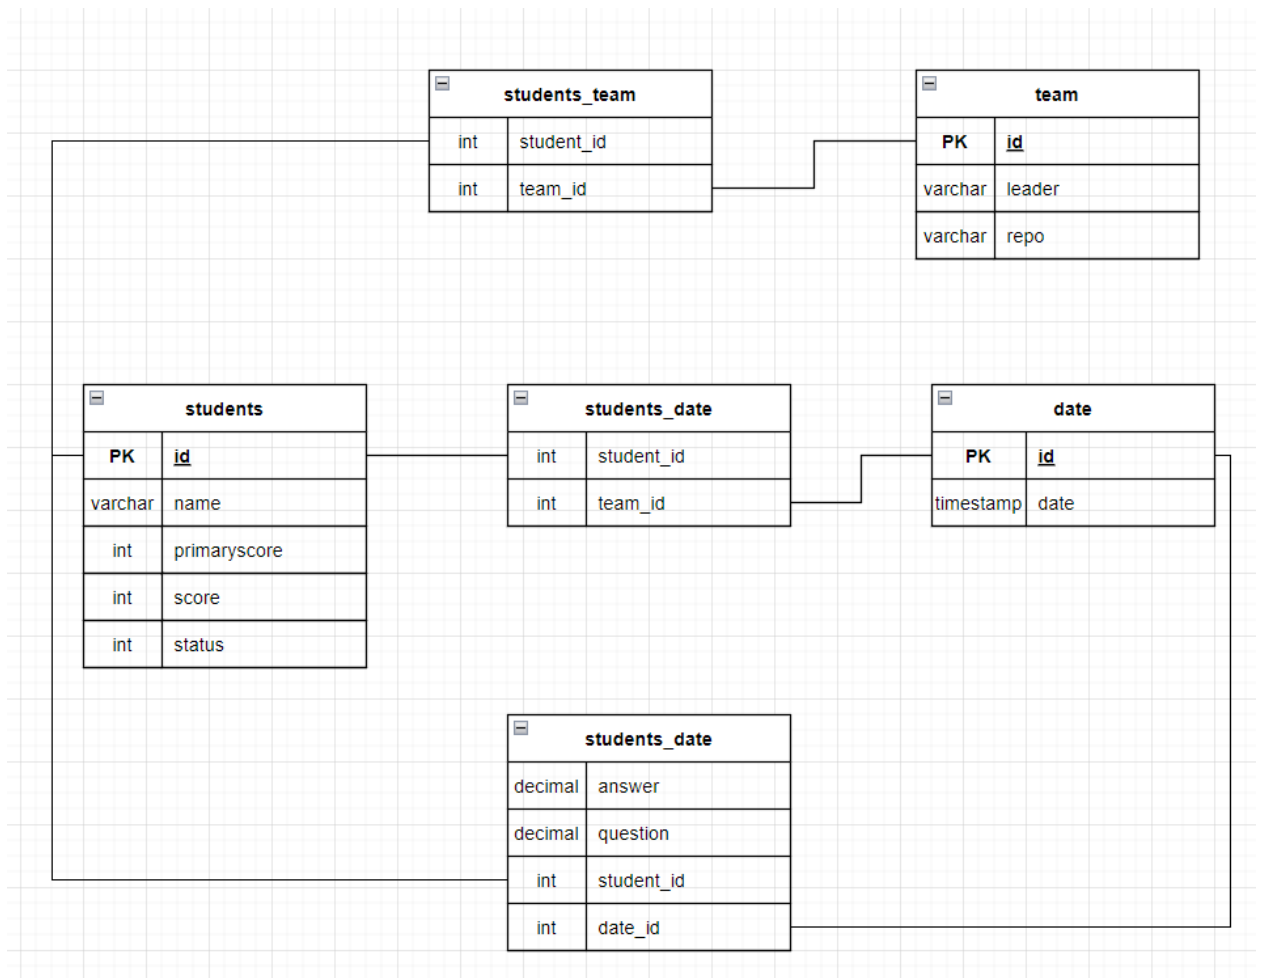 students_team
int student_id
int team_id
team
PK id
varchar leader
varchar repo
students
PK id
varchar name
int primaryscore
int score
int status
students_date
int student_id
int team_id
date
PK id
timestamp date
students_date
decimal answer
decimal question
int student_id
int date_id